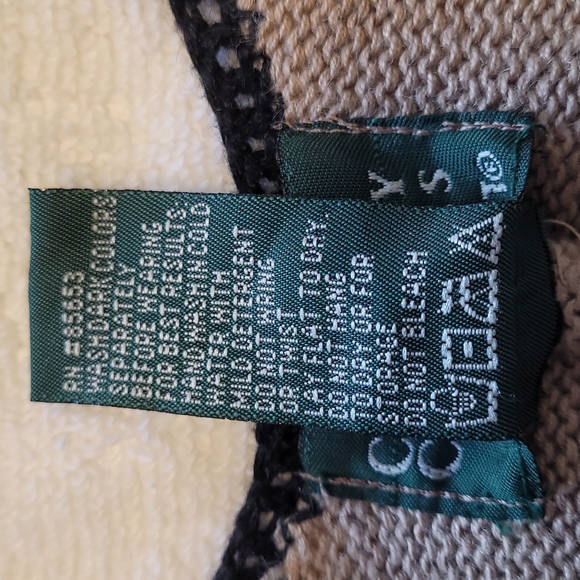 RN #85653
WASH DARK COLORS
SEPARATELY
BEFORE WEARING
FOR BEST RESULTS
HAND WASH IN COLD
WATER WITH
MILD DETERGENT
DO NOT WRING
OR TWIST
LAY FLAT TO DRY.
DO NOT HANG
TO DRY OR FOR
STORAGE
DO NOT BLEACH